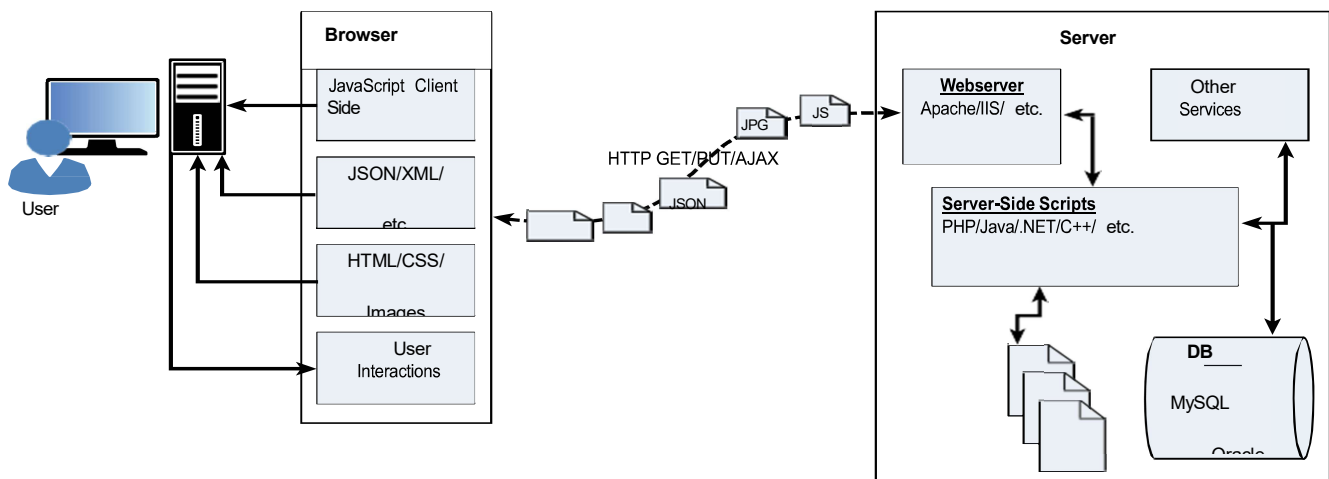 User
Browser
JavaScript Client
Side
JSON/XML/
etc
HTML/CSS/
Images
User
Interactions
HTTP GET/PUT/AJAX
JSON
JPG
JS
Server
Webserver
Apache/IIS/ etc.
Other
Services
Server-Side Scripts
PHP/Java/.NET/C++/ etc.
DB
MySQL
Oracle